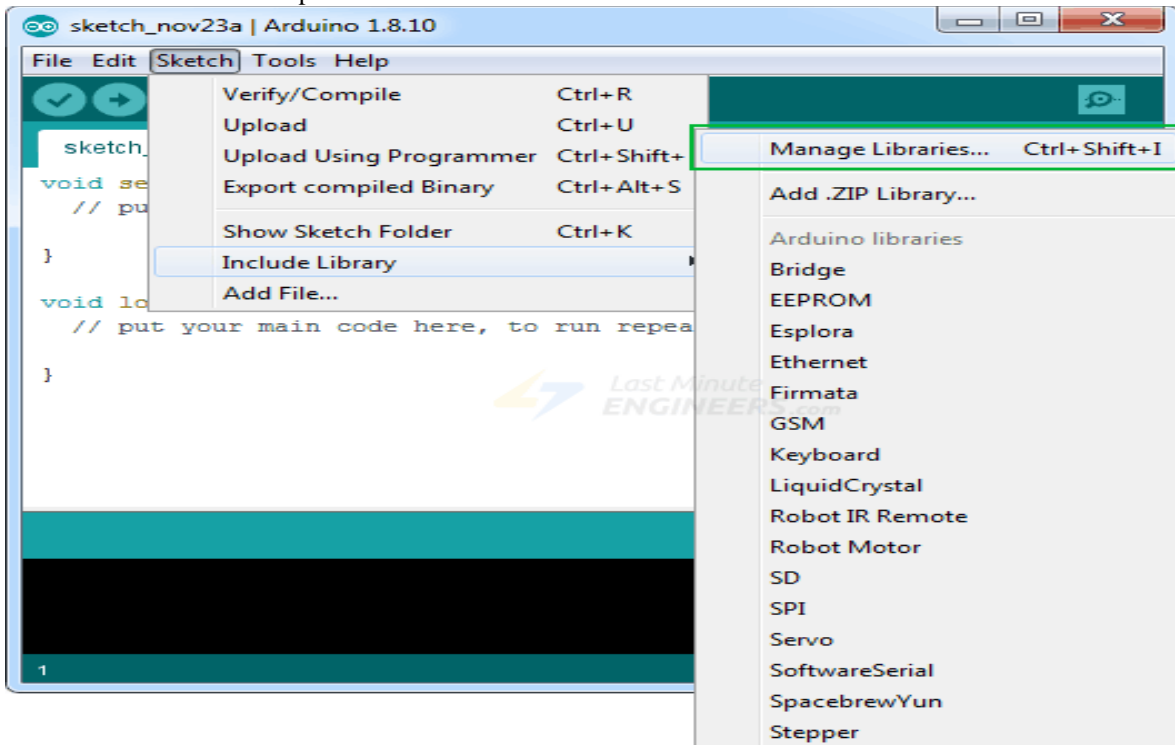 sketch_nov23a | Arduino 1.8.10
File Edit Sketch Tools Help
Verify/Compile Ctrl+R
Upload Ctrl+U
Upload Using Programmer Ctrl+Shift+
Export compiled Binary Ctrl+Alt+S
Show Sketch Folder Ctrl+K
Include Library
Add File...
Manage Libraries... Ctrl+Shift+I
Add .ZIP Library...
Arduino libraries
Bridge
EEPROM
Esplora
Ethernet
Firmata
GSM
Keyboard
LiquidCrystal
Robot IR Remote
Robot Motor
SD
SPI
Servo
SoftwareSerial
SpacebrewYun
Stepper
sketch_
void se
// pu
}
void lo
// put your main code here, to run repea
}
Last Minute
ENGINEERS.com
1